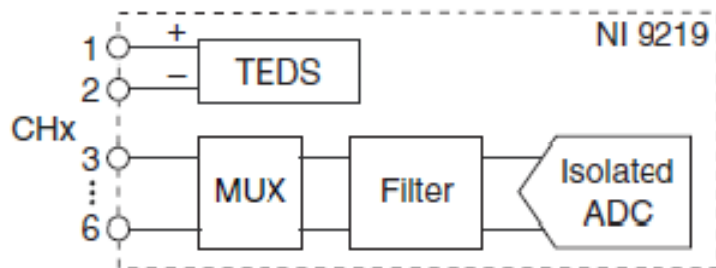 NI 9219
1 +
TEDS
2 −
CHx
3
MUX
Filter
Isolated
ADC
6